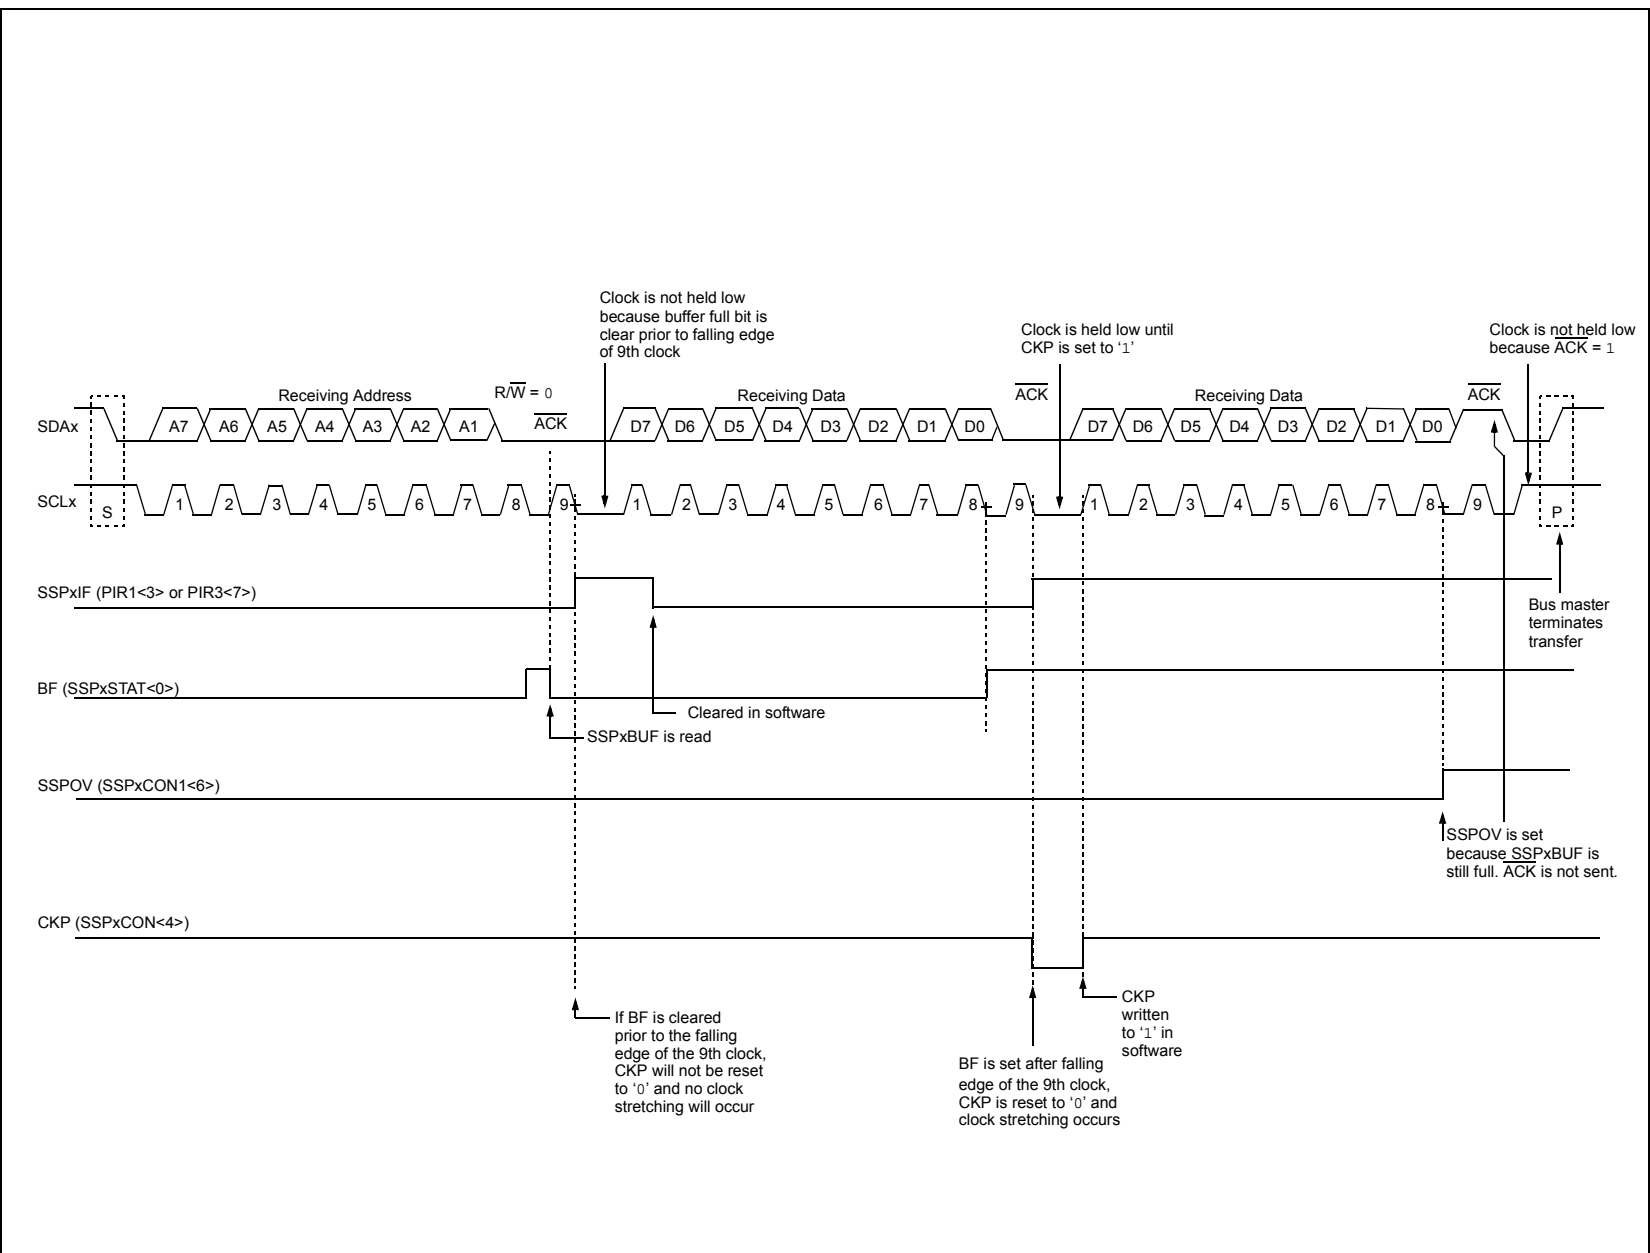 Clock is not held low
because buffer full bit is
clear prior to falling edge
of 9th clock
Clock is held low until
CKP is set to ‘1’
Clock is not held low
because ACK = 1
Receiving Address
R/W = 0
ACK
Receiving Data
ACK
Receiving Data
ACK
SDAx
A7 A6 A5 A4 A3 A2 A1
D7 D6 D5 D4 D3 D2 D1 D0
D7 D6 D5 D4 D3 D2 D1 D0
SCLx
S
1 2 3 4 5 6 7 8 9
1 2 3 4 5 6 7 8 9
1 2 3 4 5 6 7 8 9
P
SSPxIF (PIR1<3> or PIR3<7>)
Bus master
terminates
transfer
BF (SSPxSTAT<0>)
Cleared in software
SSPxBUF is read
SSPOV (SSPxCON1<6>)
SSPOV is set
because SSPxBUF is
still full. ACK is not sent.
CKP (SSPxCON<4>)
If BF is cleared
prior to the falling
edge of the 9th clock,
CKP will not be reset
to ‘0’ and no clock
stretching will occur
BF is set after falling
edge of the 9th clock,
CKP is reset to ‘0’ and
clock stretching occurs
CKP
written
to ‘1’ in
software